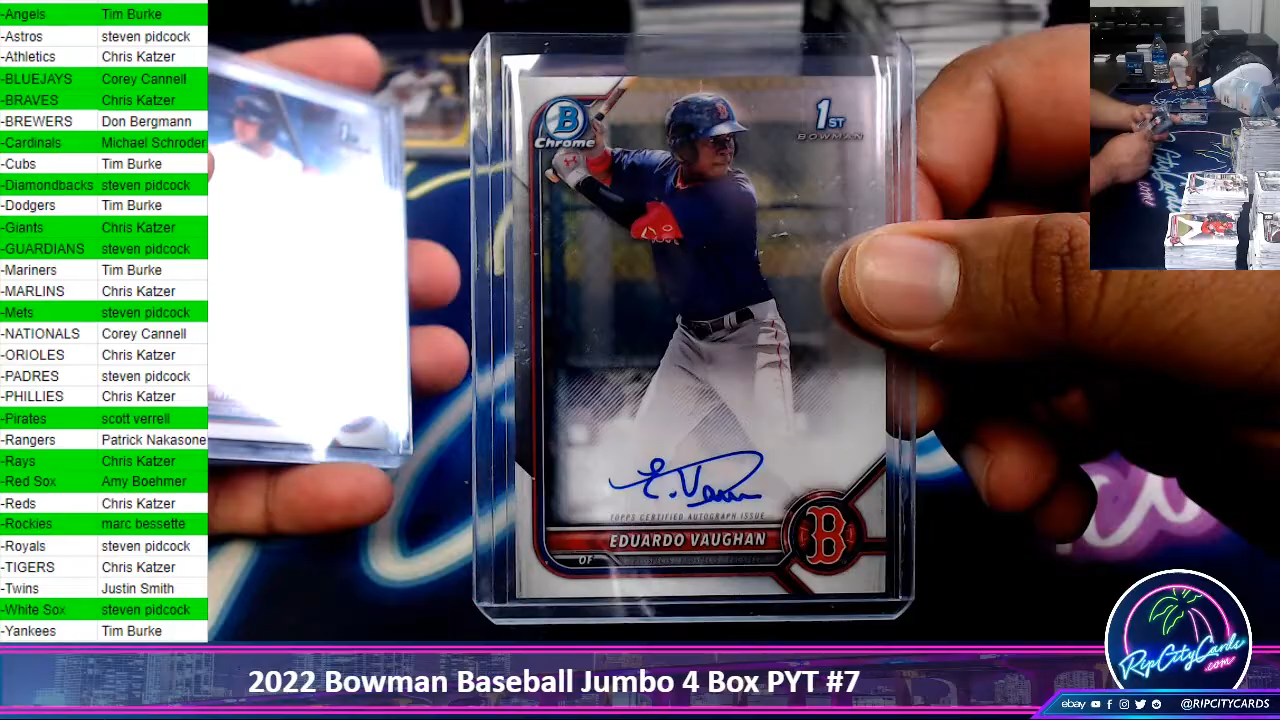 -Angels Tim Burke
-Astros steven pidcock
-Athletics Chris Katzer
-BLUEJAYS Corey Cannell
-BRAVES Chris Katzer
-BREWERS Don Bergmann
-Cardinals Michael Schroder
-Cubs Tim Burke
-Diamondbacks steven pidcock
-Dodgers Tim Burke
-Giants Chris Katzer
-GUARDIANS steven pidcock
-Mariners Tim Burke
-MARLINS Chris Katzer
-Mets steven pidcock
-NATIONALS Corey Cannell
-ORIOLES Chris Katzer
-PADRES steven pidcock
-PHILLIES Chris Katzer
-Pirates scott verrell
-Rangers Patrick Nakasone
-Rays Chris Katzer
-Red Sox Amy Boehmer
-Reds Chris Katzer
-Rockies marc bessette
-Royals steven pidcock
-TIGERS Chris Katzer
-Twins Justin Smith
-White Sox steven pidcock
-Yankees Tim Burke
B
Chrome
1ST
BOWMAN
B
E. Vaughan
TOPPS CERTIFIED AUTOGRAPH ISSUE
EDUARDO VAUGHAN
OF
B
RipCityCards
.com
2022 Bowman Baseball Jumbo 4 Box PYT #7
ebay @RIPCITYCARDS